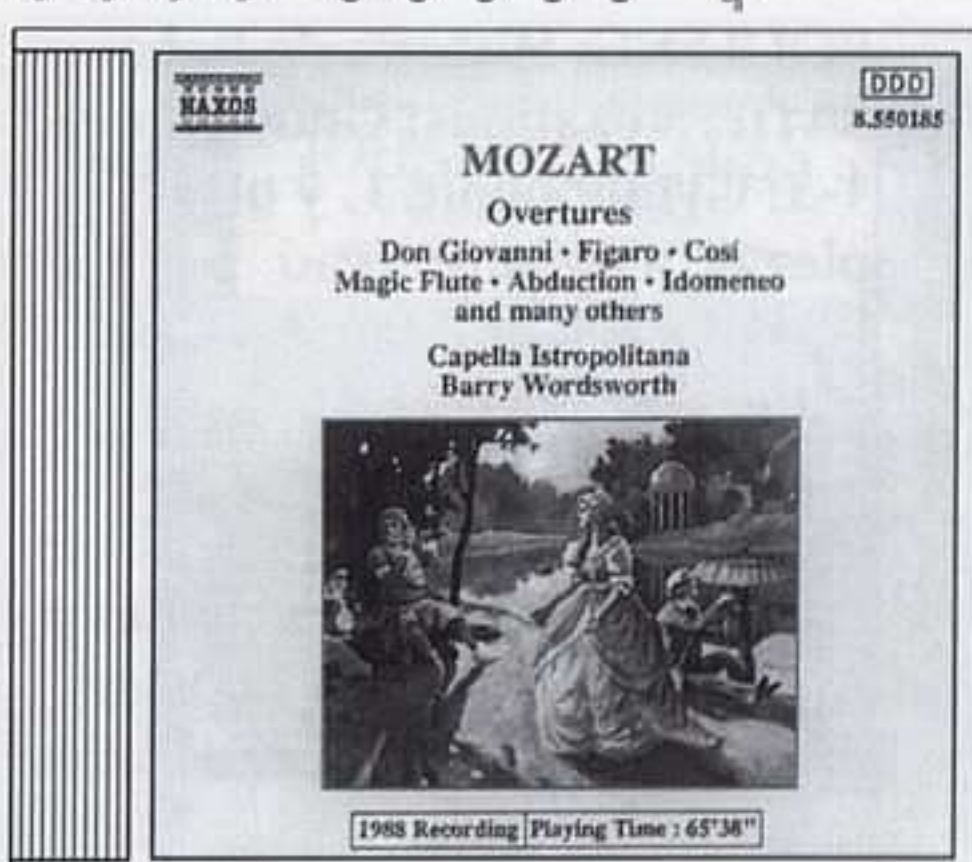 NAXOS
DDD
8.550185
MOZART
Overtures
Don Giovanni • Figaro • Cosí
Magic Flute • Abduction • Idomeneo
and many others
Capella Istropolitana
Barry Wordsworth
1988 Recording Playing Time : 65'38"